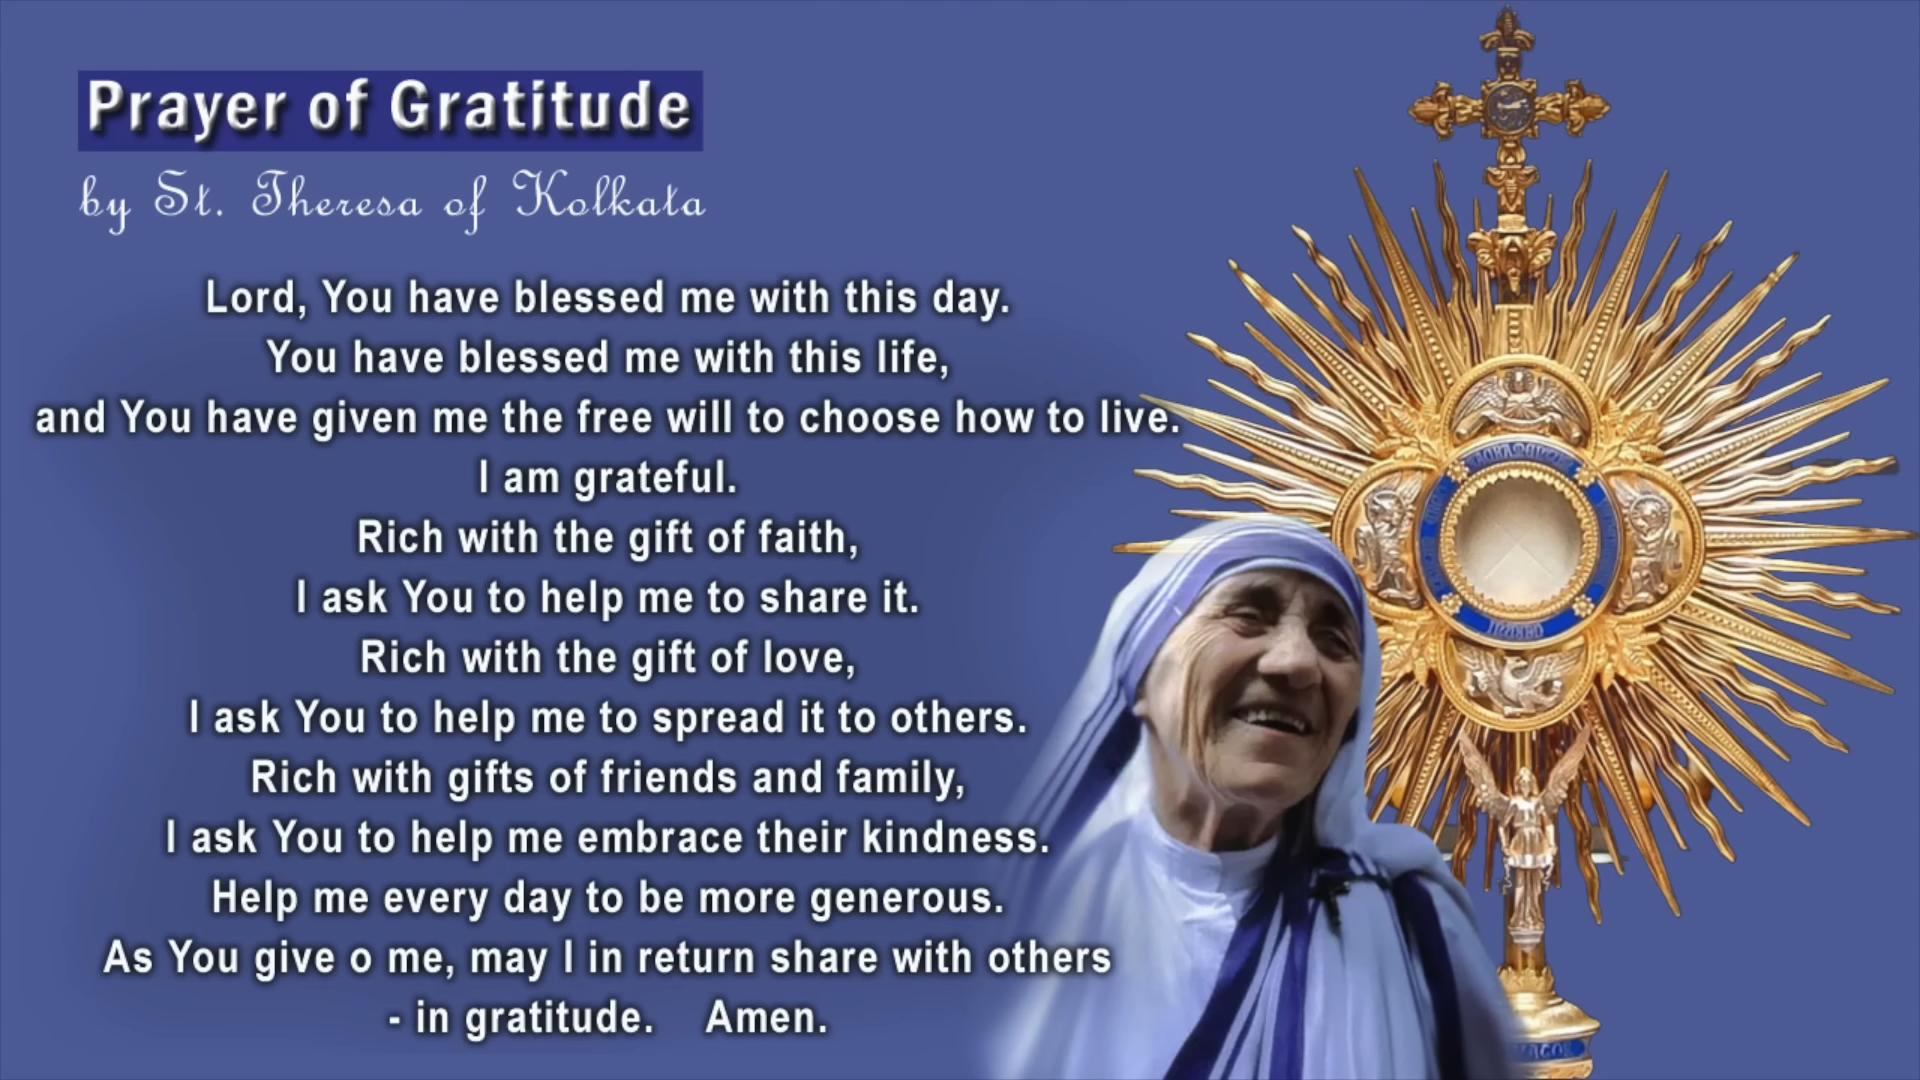 Prayer of Gratitude
by St. Theresa of Kolkata
Lord, You have blessed me with this day.
You have blessed me with this life,
and You have given me the free will to choose how to live.
I am grateful.
Rich with the gift of faith,
I ask You to help me to share it.
Rich with the gift of love,
I ask You to help me to spread it to others.
Rich with gifts of friends and family,
I ask You to help me embrace their kindness.
Help me every day to be more generous.
As You give o me, may I in return share with others
- in gratitude. Amen.